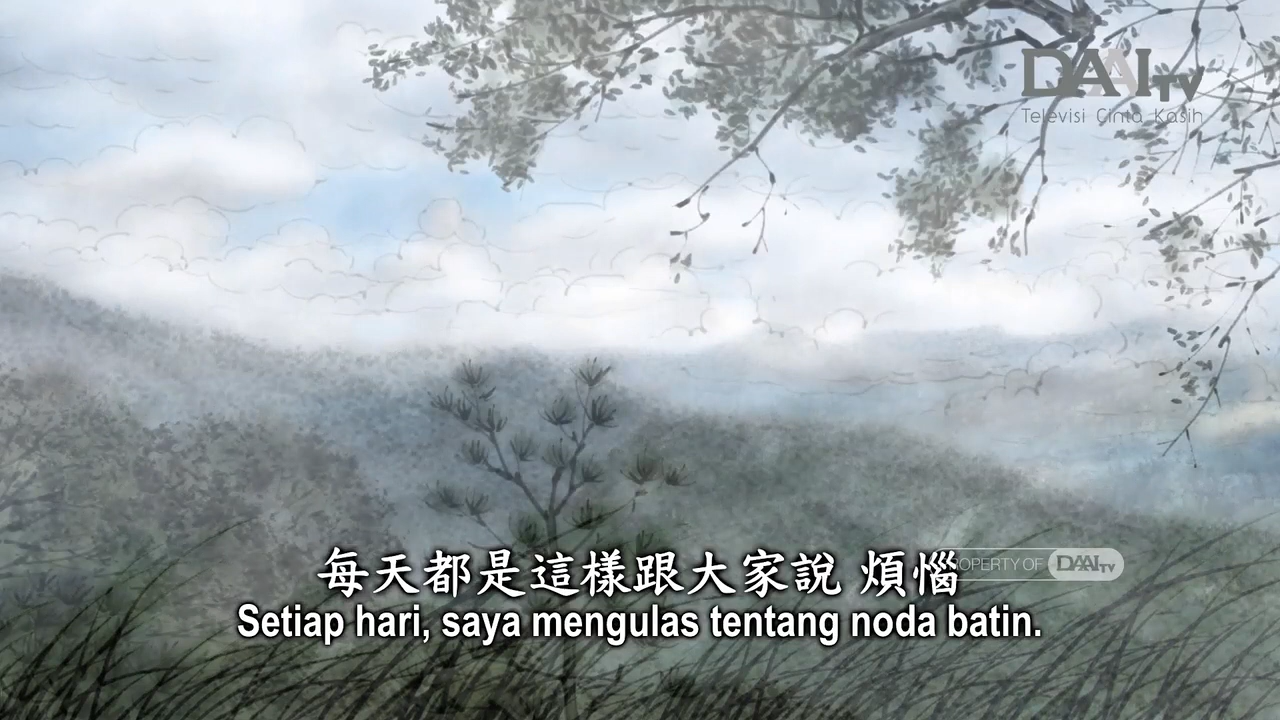 DAAI TV
Televisi Cinta Kasih
每天都是這樣跟大家說 煩惱
PROPERTY OF DAAI TV
Setiap hari, saya mengulas tentang noda batin.